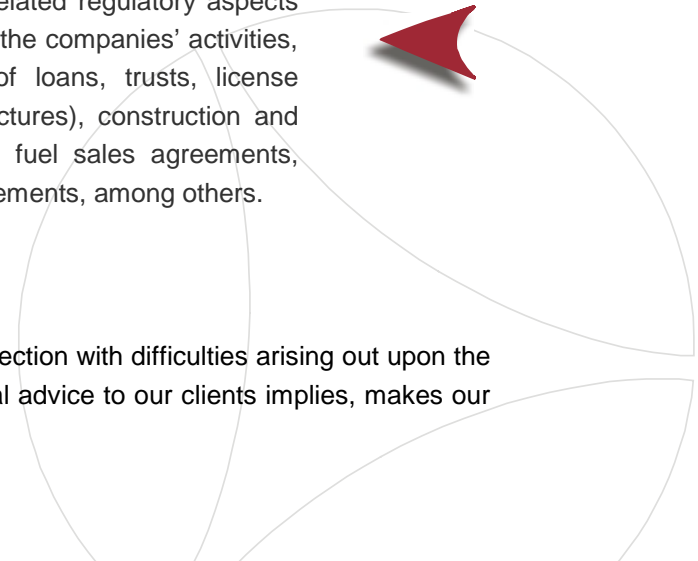 related regulatory aspects
the companies’ activities,
of loans, trusts, license
ctures), construction and
fuel sales agreements,
ements, among others.
ection with difficulties arising out upon the
al advice to our clients implies, makes our